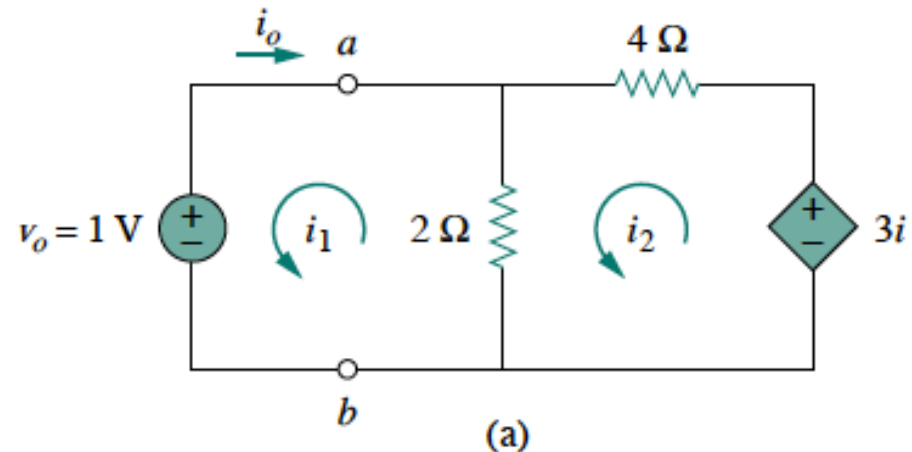 i_o
a
4 Ω
v_o = 1 V
+
−
i_1
2 Ω
i_2
+
−
3i
b
(a)